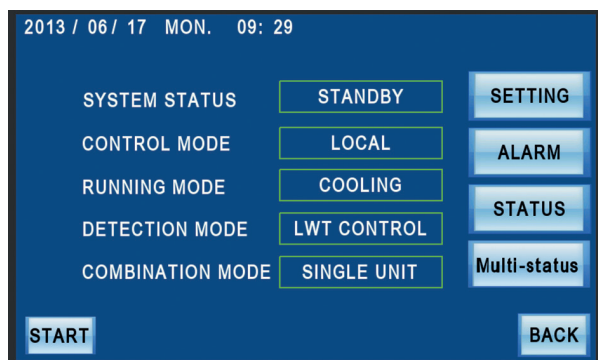 2013 / 06 / 17 MON. 09: 29
SYSTEM STATUS STANDBY SETTING
CONTROL MODE LOCAL ALARM
RUNNING MODE COOLING
STATUS
DETECTION MODE LWT CONTROL
COMBINATION MODE SINGLE UNIT Multi-status
START BACK